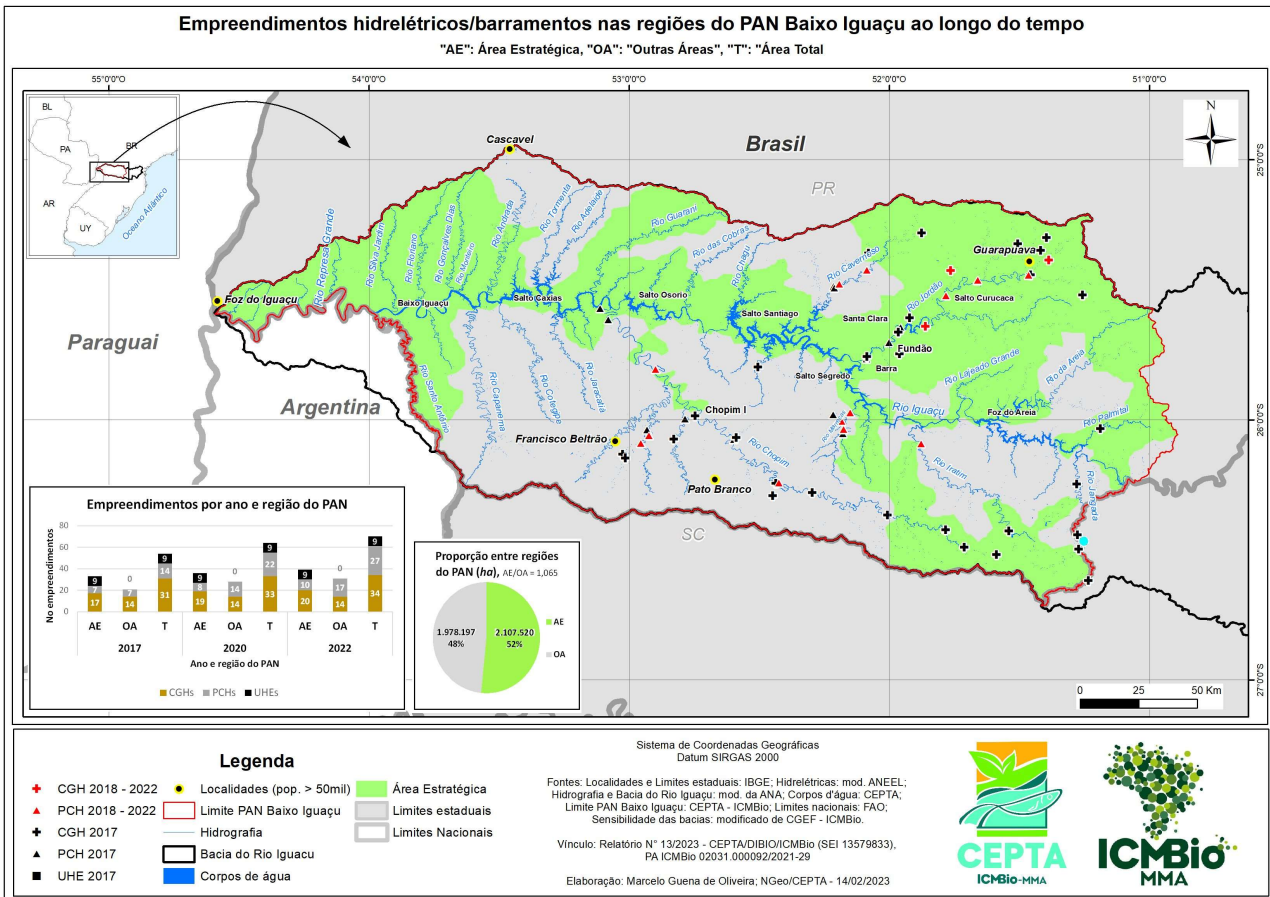 Empreendimentos hidrelétricos/barramentos nas regiões do PAN Baixo Iguaçu ao longo do tempo
"AE": Área Estratégica, "OA": "Outras Áreas", "T": "Área Total
55°0'0"O
54°0'0"O
53°0'0"O
52°0'0"O
51°0'0"O
BL
PA
BR
AR
UY
Oceano Atlântico
N
Cascavel
Brasil
PR
25°0'0"S
Rio Represa Grande
Rio Silva Jardim
Rio Floriano
Rio Gonçalves Dias
Rio Monteiro
Rio Andrada
Rio Tormenta
Rio Adelaide
Rio Guarani
Rio das Cobras
Rio Chagu
Rio Cavernoso
Guarapuava
Foz do Iguaçu
Baixo Iguaçu
Salto Caxias
Salto Osorio
Salto Santiago
Rio Jordão
Salto Curucaca
Santa Clara
Fundão
Paraguai
Barra
Salto Segredo
Rio Lajeado Grande
Rio da Areia
Argentina
Rio Santo Antônio
Rio Capanema
Rio Cotegipe
Rio Jaracatiá
Chopim I
Rio Iguaçu
Foz do Areia
Rio Palmital
26°0'0"S
Francisco Beltrão
Rio Chopim
Rio Iratim
Pato Branco
Rio Jangada
SC
27°0'0"S
Empreendimentos por ano e região do PAN
No empreendimentos
80
60
40
20
0
9
7
17
0
7
14
9
14
31
9
8
19
0
14
14
9
22
33
9
10
20
0
17
14
9
27
34
AE OA T AE OA T AE OA T
2017 2020 2022
Ano e região do PAN
CGHs PCHs UHEs
Proporção entre regiões
do PAN (ha), AE/OA = 1,065
1.978.197
48%
2.107.520
52%
AE
OA
0 25 50 Km
Legenda
CGH 2018 - 2022
PCH 2018 - 2022
CGH 2017
PCH 2017
UHE 2017
Localidades (pop. > 50mil)
Limite PAN Baixo Iguaçu
Hidrografia
Bacia do Rio Iguacu
Corpos de água
Área Estratégica
Limites estaduais
Limites Nacionais
Sistema de Coordenadas Geográficas
Datum SIRGAS 2000
Fontes: Localidades e Limites estaduais: IBGE; Hidrelétricas: mod. ANEEL;
Hidrografia e Bacia do Rio Iguaçu: mod. da ANA; Corpos d'água: CEPTA;
Limite PAN Baixo Iguaçu: CEPTA - ICMBio; Limites nacionais: FAO;
Sensibilidade das bacias: modificado de CGEF - ICMBio.
Vínculo: Relatório N° 13/2023 - CEPTA/DIBIO/ICMBio (SEI 13579833),
PA ICMBio 02031.000092/2021-29
Elaboração: Marcelo Guena de Oliveira; NGeo/CEPTA - 14/02/2023
CEPTA
ICMBio-MMA
ICMBio
MMA